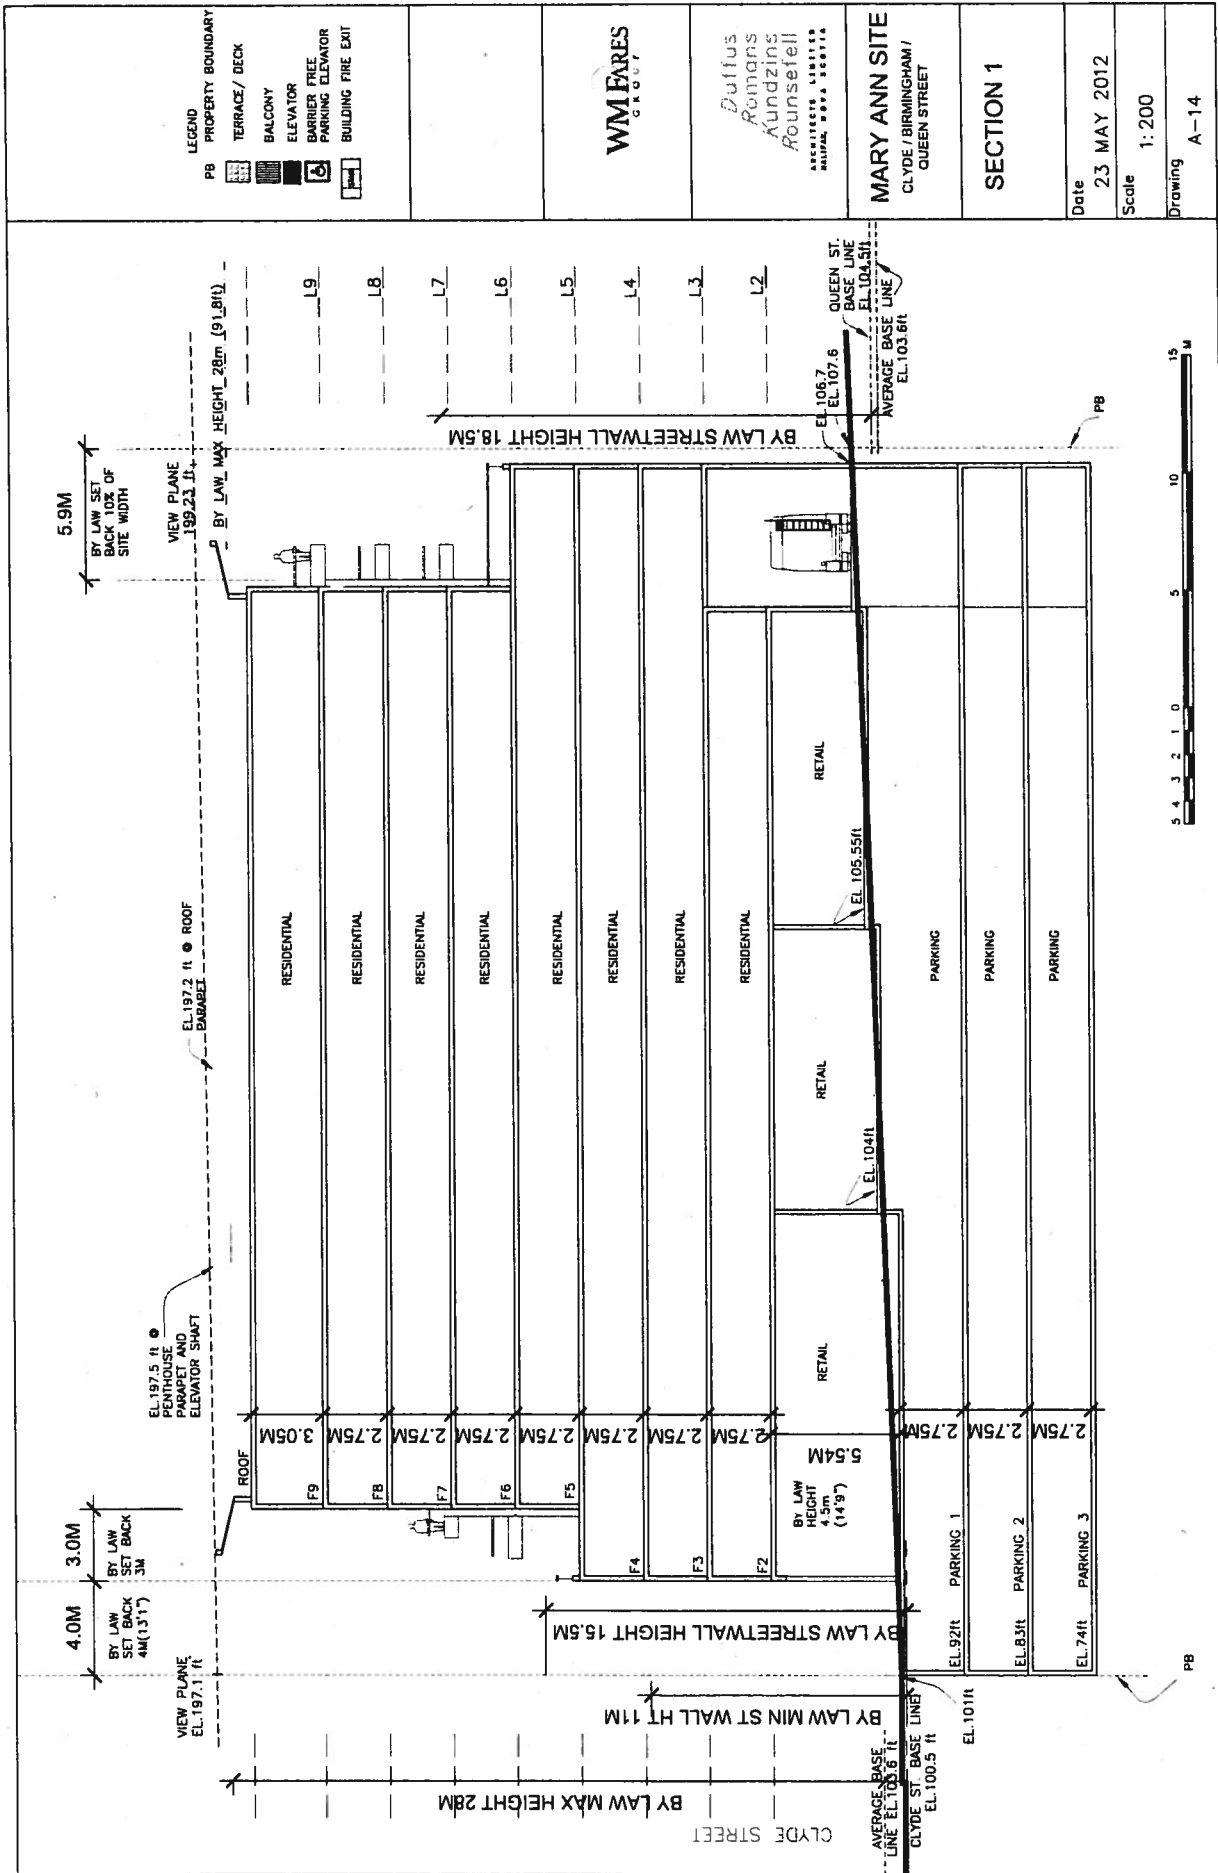 LEGEND
PB PROPERTY BOUNDARY
TERRACE/ DECK
BALCONY
ELEVATOR
BARRIER FREE
PARKING ELEVATOR
BUILDING FIRE EXIT
WM FARES
GROUP
Duffus
Romans
Kundzins
Rounsefell
ARCHITECTS LIMITED
HALIFAX, NOVA SCOTIA
MARY ANN SITE
CLYDE / BIRMINGHAM /
QUEEN STREET
SECTION 1
Date
23 MAY 2012
Scale
1:200
Drawing
A-14
4.0M
BY LAW
SET BACK
4M(13'1")
3.0M
BY LAW
SET BACK
3M
VIEW PLANE
EL.197.1 ft
EL.197.5 ft @
PENTHOUSE
PARAPET AND
ELEVATOR SHAFT
EL.197.2 ft @ ROOF
PARAPET
5.9M
BY LAW SET
BACK 10% OF
SITE WIDTH
VIEW PLANE
199.23 ft.
BY LAW MAX HEIGHT 28m (91.8ft)
ROOF
F9
3.05M
RESIDENTIAL
L9
F8
2.75M
RESIDENTIAL
L8
F7
2.75M
RESIDENTIAL
L7
F6
2.75M
RESIDENTIAL
L6
F5
2.75M
RESIDENTIAL
L5
F4
2.75M
RESIDENTIAL
L4
F3
2.75M
RESIDENTIAL
L3
F2
2.75M
RESIDENTIAL
L2
BY LAW
HEIGHT
4.5m
(14'9")
5.54M
RETAIL
RETAIL
RETAIL
EL.104ft
EL 105.55ft
EL.106.7
EL.107.6
QUEEN ST.
BASE LINE
EL.104.5ft
AVERAGE BASE LINE
EL.103.6ft
BY LAW STREETWALL HEIGHT 18.5M
BY LAW STREETWALL HEIGHT 15.5M
BY LAW MIN ST WALL HT 11M
BY LAW MAX HEIGHT 28M
CLYDE STREET
AVERAGE BASE
LINE EL.103.6 ft
CLYDE ST. BASE LINE
EL.100.5 ft
EL.101ft
EL.92ft PARKING 1
2.75M
PARKING
EL.83ft PARKING 2
2.75M
PARKING
EL.74ft PARKING 3
2.75M
PARKING
PB
PB
5 4 3 2 1 0 5 10 15
M